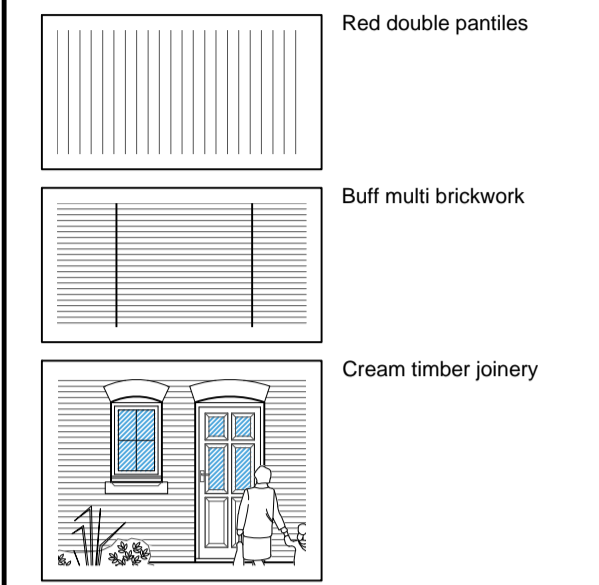 Red double pantiles
Buff multi brickwork
Cream timber joinery